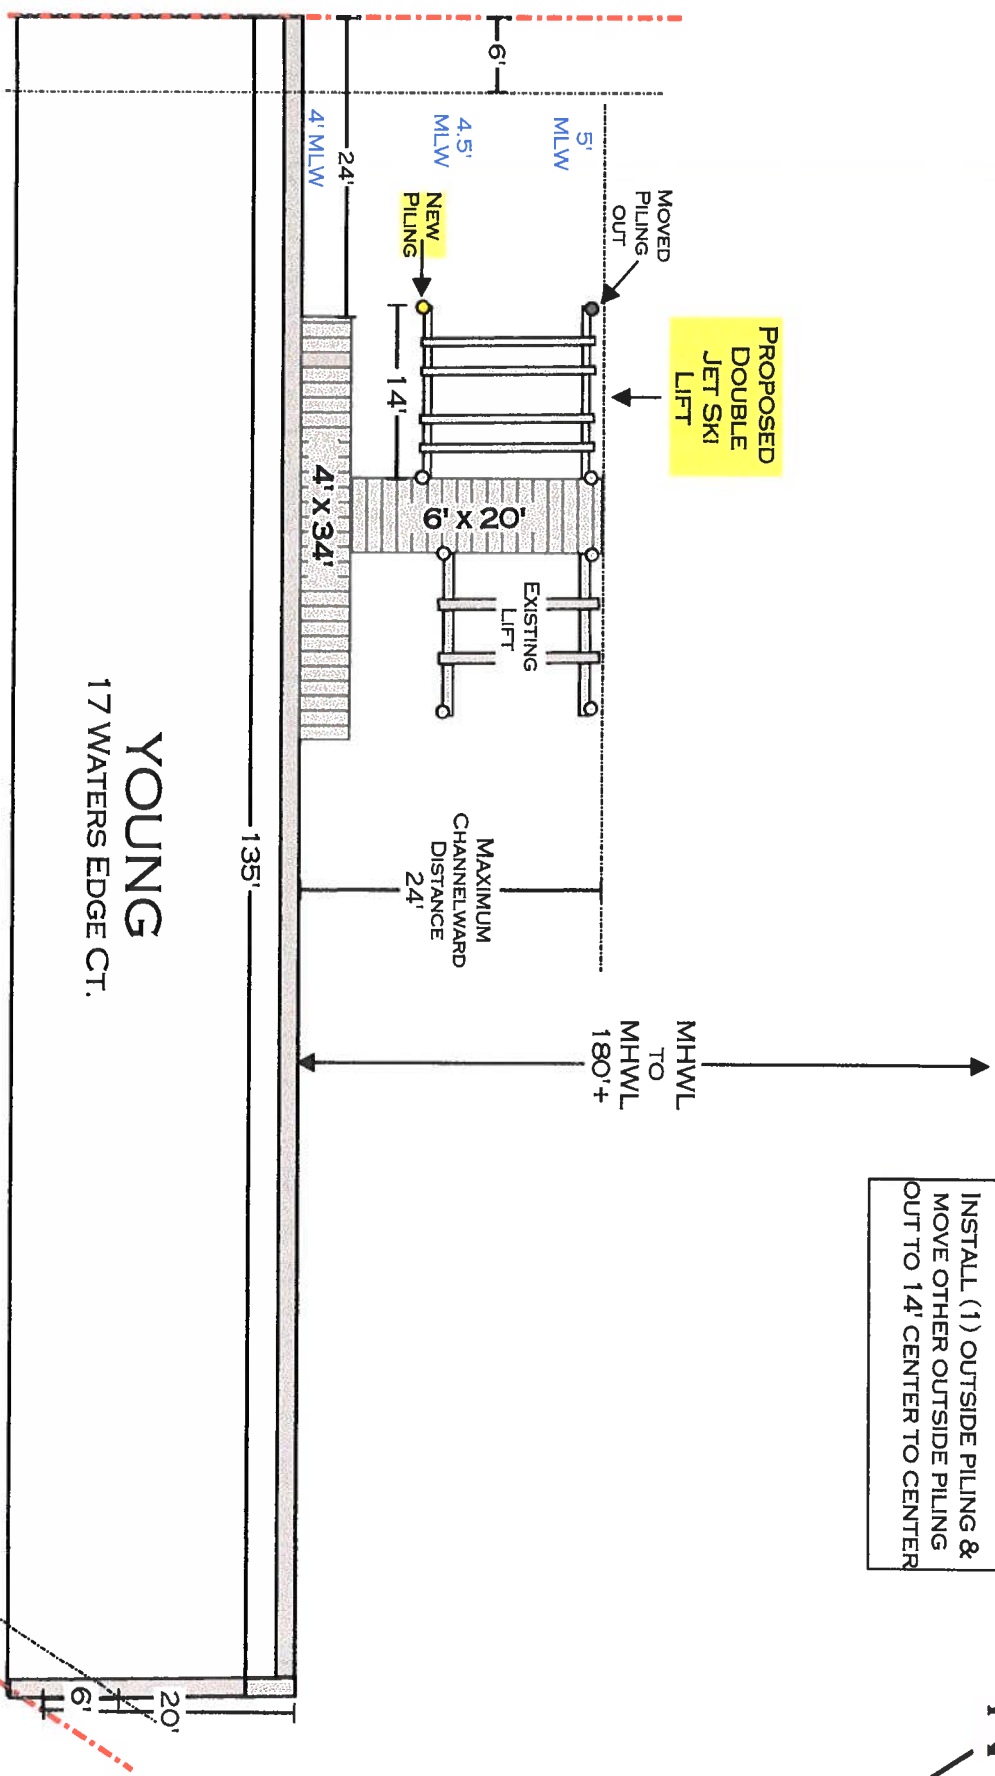 INSTALL (1) OUTSIDE PILING &
MOVE OTHER OUTSIDE PILING
OUT TO 14' CENTER TO CENTER
MHWL
TO
MHWL
180'+
PROPOSED
DOUBLE
JET SKI
LIFT
MOVED
PILING
OUT
5'
MLW
6'
4.5'
MLW
NEW
PILING
14'
6' X 20'
EXISTING
LIFT
MAXIMUM
CHANNELWARD
DISTANCE
24'
4' MLW
24'
4' X 34'
135'
YOUNG
17 WATERS EDGE CT.
20'
6'